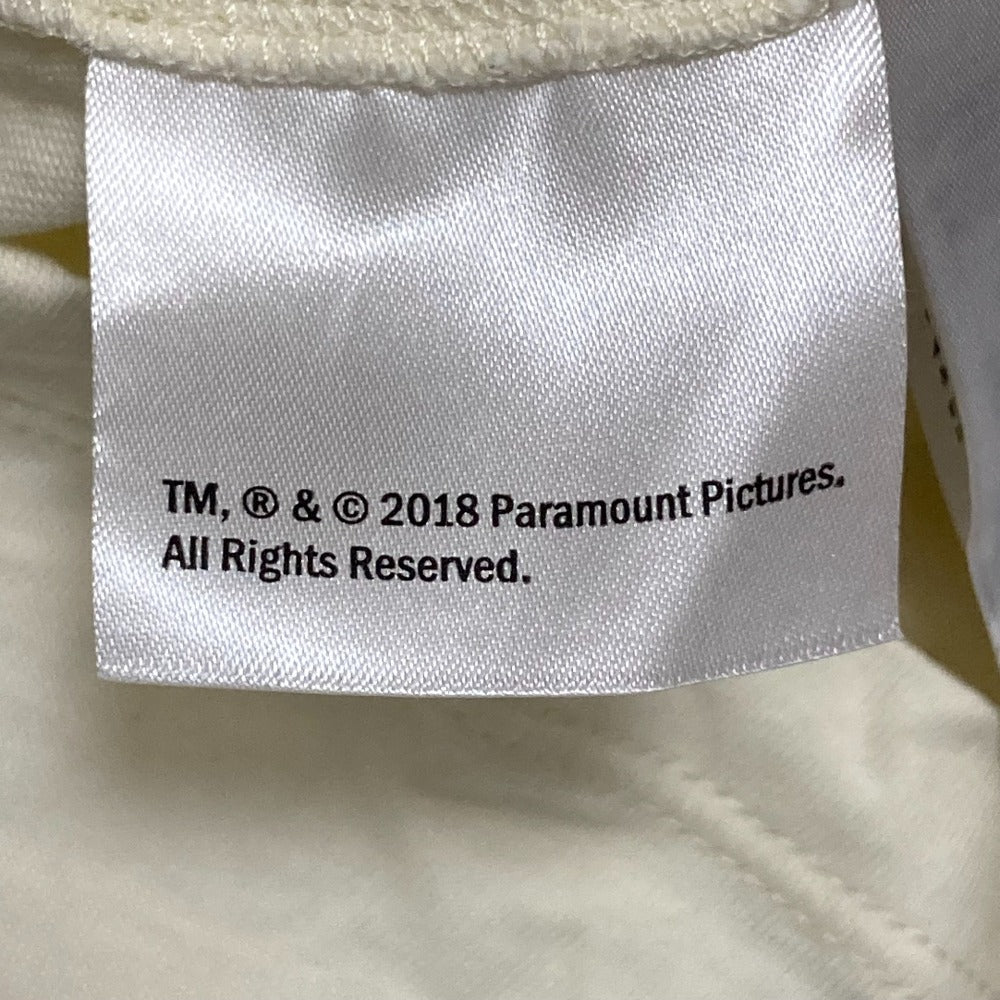 TM, ® & © 2018 Paramount Pictures.
All Rights Reserved.